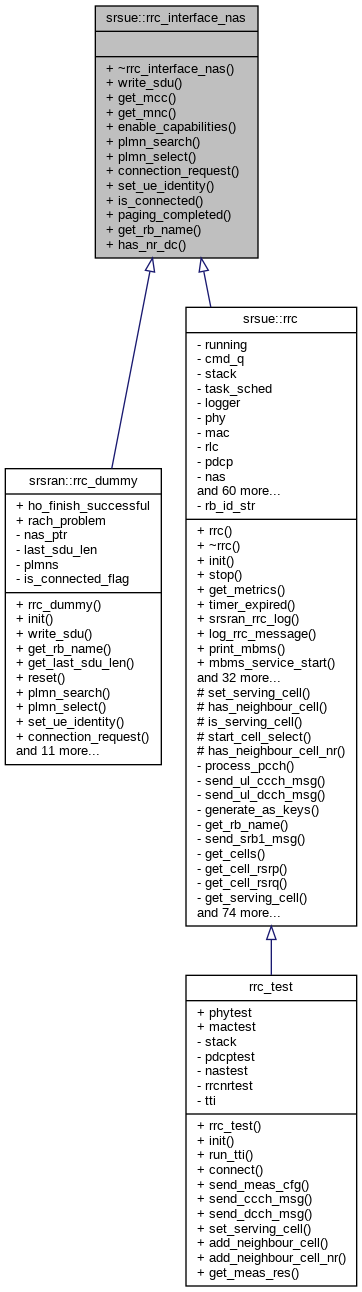 srsue::rrc_interface_nas
+ ~rrc_interface_nas()
+ write_sdu()
+ get_mcc()
+ get_mnc()
+ enable_capabilities()
+ plmn_search()
+ plmn_select()
+ connection_request()
+ set_ue_identity()
+ is_connected()
+ paging_completed()
+ get_rb_name()
+ has_nr_dc()
srsran::rrc_dummy
+ ho_finish_successful
+ rach_problem
- nas_ptr
- last_sdu_len
- plmns
- is_connected_flag
+ rrc_dummy()
+ init()
+ write_sdu()
+ get_rb_name()
+ get_last_sdu_len()
+ reset()
+ plmn_search()
+ plmn_select()
+ set_ue_identity()
+ connection_request()
and 11 more...
srsue::rrc
- running
- cmd_q
- stack
- task_sched
- logger
- phy
- mac
- rlc
- pdcp
- nas
and 60 more...
- rb_id_str
+ rrc()
+ ~rrc()
+ init()
+ stop()
+ get_metrics()
+ timer_expired()
+ srsran_rrc_log()
+ log_rrc_message()
+ print_mbms()
+ mbms_service_start()
and 32 more...
# set_serving_cell()
# has_neighbour_cell()
# is_serving_cell()
# start_cell_select()
# has_neighbour_cell_nr()
- process_pcch()
- send_ul_ccch_msg()
- send_ul_dcch_msg()
- generate_as_keys()
- get_rb_name()
- send_srb1_msg()
- get_cells()
- get_cell_rsrp()
- get_cell_rsrq()
- get_serving_cell()
and 74 more...
rrc_test
+ phytest
+ mactest
- stack
- pdcptest
- nastest
- rrcnrtest
- tti
+ rrc_test()
+ init()
+ run_tti()
+ connect()
+ send_meas_cfg()
+ send_ccch_msg()
+ send_dcch_msg()
+ set_serving_cell()
+ add_neighbour_cell()
+ add_neighbour_cell_nr()
+ get_meas_res()